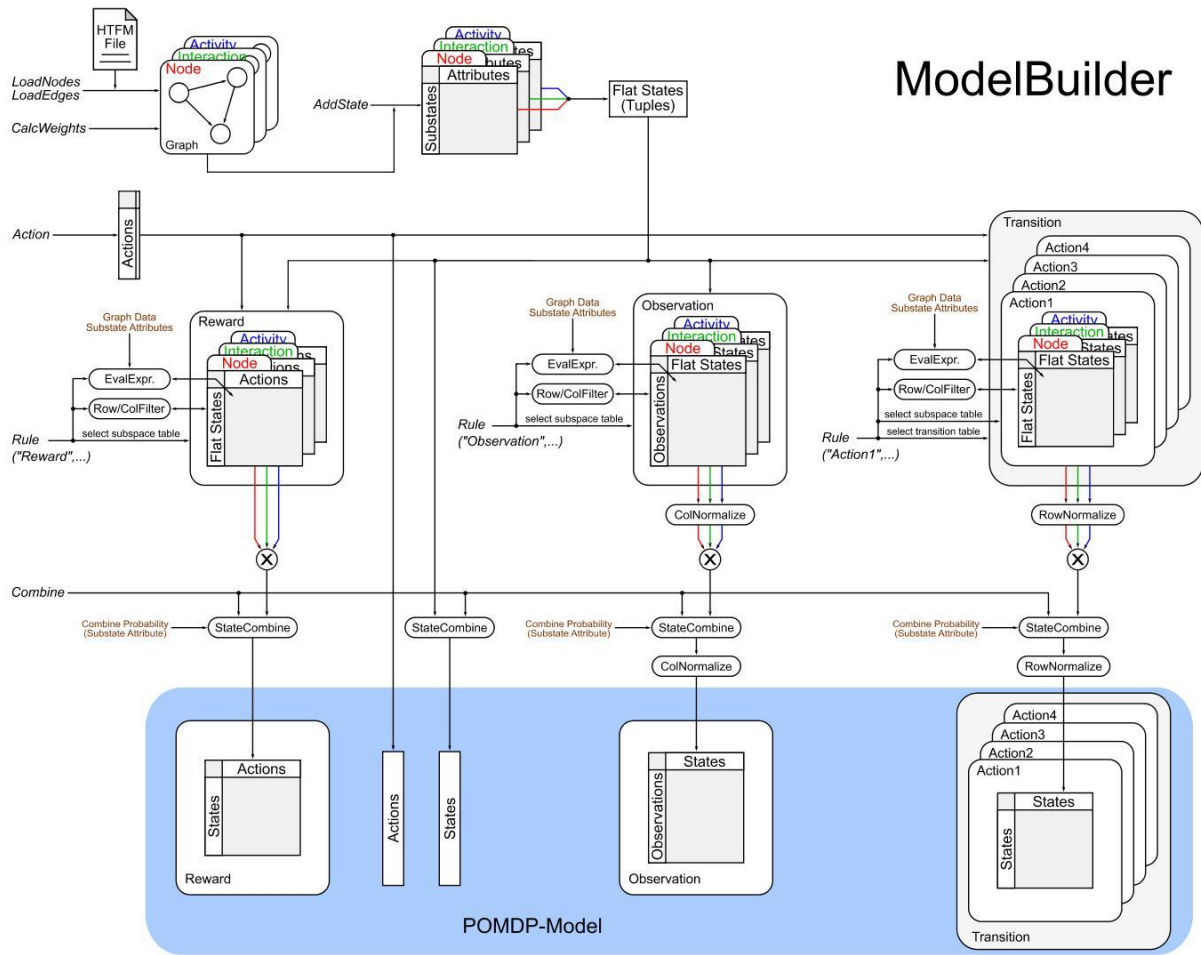 ModelBuilder
HTFM
File
Activity
Interaction
Node
Graph
LoadNodes
LoadEdges
CalcWeights
AddState
Activity
Interaction
Node
Attributes
Substates
Flat States
(Tuples)
Action
Actions
Transition
Action4
Action3
Action2
Action1
Graph Data
Substate Attributes
Reward
Activity
Interaction
Node
Actions
Flat States
EvalExpr.
Row/ColFilter
select subspace table
Rule
("Reward",...)
Graph Data
Substate Attributes
Observation
Activity
Interaction
Node
Flat States
Observations
EvalExpr.
Row/ColFilter
select subspace table
Rule
("Observation",...)
Graph Data
Substate Attributes
Activity
Interaction
Node
Flat States
Flat States
EvalExpr.
Row/ColFilter
select subspace table
select transition table
Rule
("Action1",...)
ColNormalize
RowNormalize
X
X
X
Combine
Combine Probability
(Substate Attribute)
StateCombine
StateCombine
Combine Probability
(Substate Attribute)
StateCombine
Combine Probability
(Substate Attribute)
StateCombine
ColNormalize
RowNormalize
Actions
States
Reward
Actions
States
States
Observations
Observation
Action4
Action3
Action2
Action1
States
States
Transition
POMDP-Model